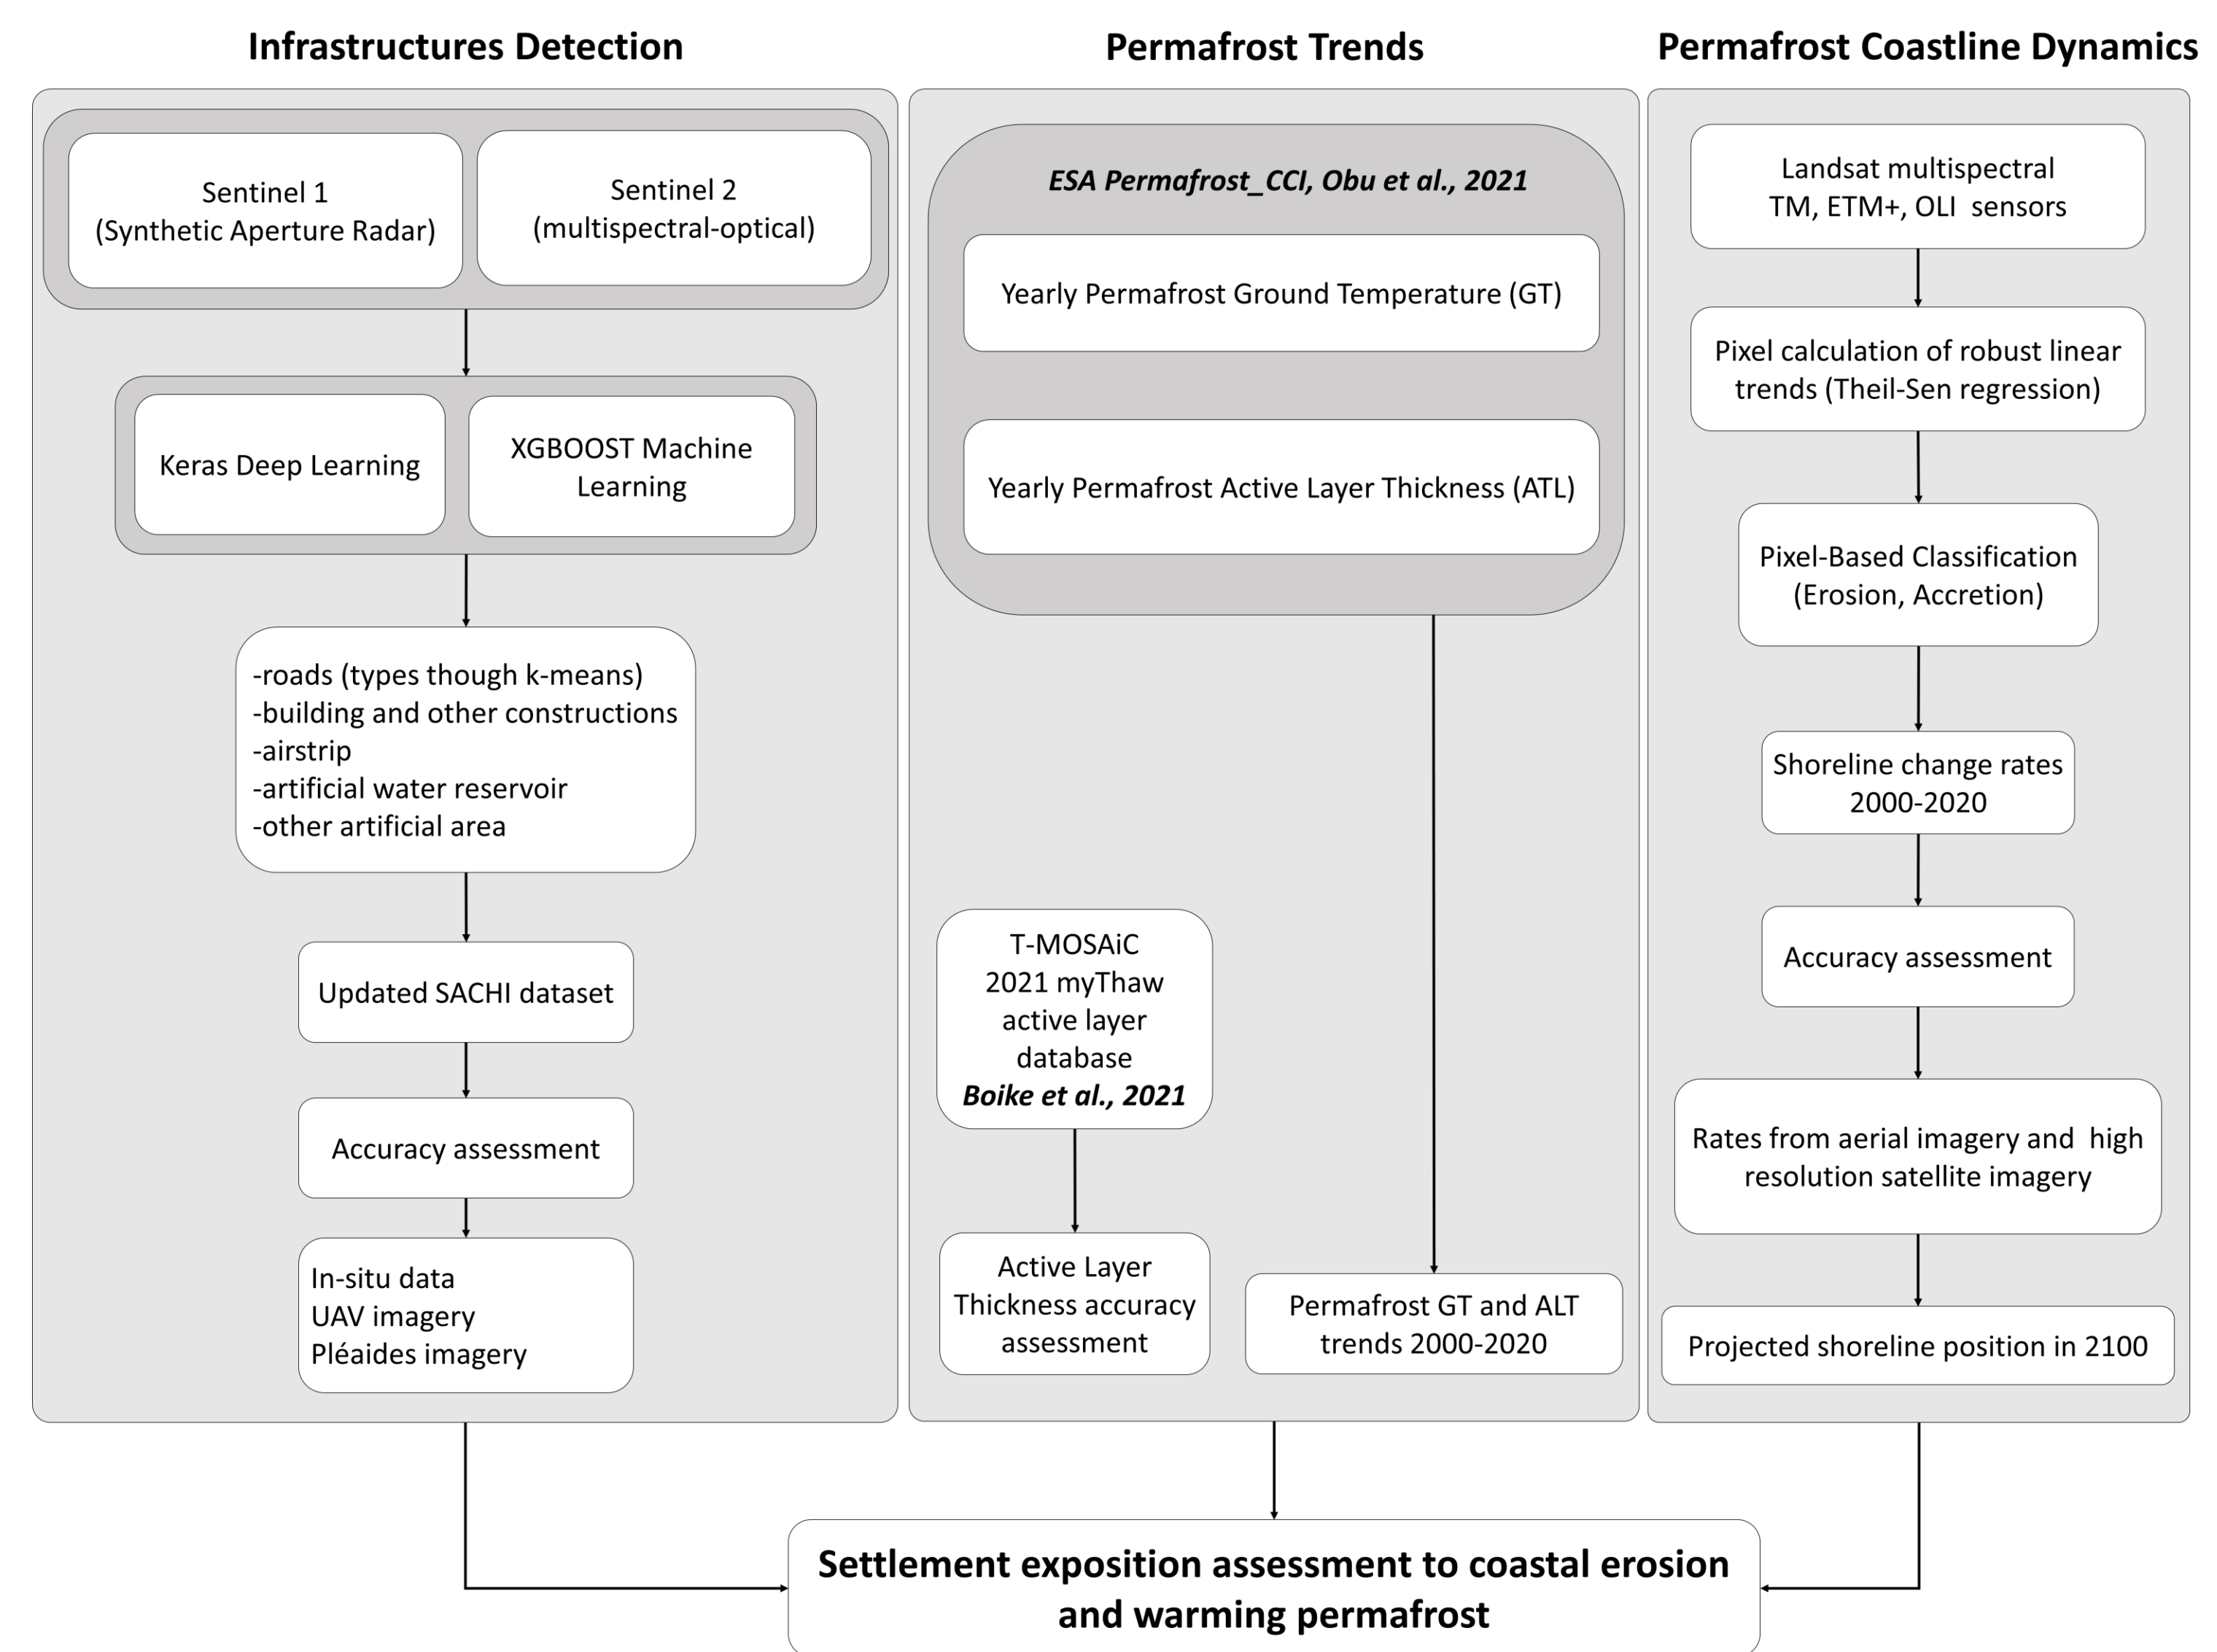 Infrastructures Detection
Sentinel 1
(Synthetic Aperture Radar)
Sentinel 2
(multispectral-optical)
Keras Deep Learning
XGBOOST Machine
Learning
-roads (types though k-means)
-building and other constructions
-airstrip
-artificial water reservoir
-other artificial area
Updated SACHI dataset
Accuracy assessment
In-situ data
UAV imagery
Pléaides imagery
Permafrost Trends
ESA Permafrost_CCI, Obu et al., 2021
Yearly Permafrost Ground Temperature (GT)
Yearly Permafrost Active Layer Thickness (ATL)
T-MOSAiC
2021 myThaw
active layer
database
Boike et al., 2021
Active Layer
Thickness accuracy
assessment
Permafrost GT and ALT
trends 2000-2020
Permafrost Coastline Dynamics
Landsat multispectral
TM, ETM+, OLI sensors
Pixel calculation of robust linear
trends (Theil-Sen regression)
Pixel-Based Classification
(Erosion, Accretion)
Shoreline change rates
2000-2020
Accuracy assessment
Rates from aerial imagery and high
resolution satellite imagery
Projected shoreline position in 2100
Settlement exposition assessment to coastal erosion
and warming permafrost